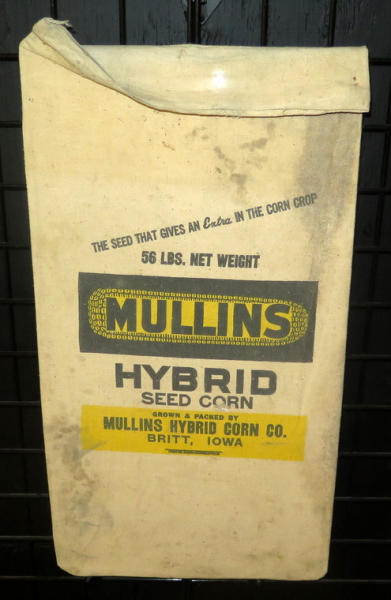 THE SEED THAT GIVES AN Extra IN THE CORN CROP
56 LBS. NET WEIGHT
MULLINS
HYBRID
SEED CORN
GROWN & PACKED BY
MULLINS HYBRID CORN CO.
BRITT, IOWA